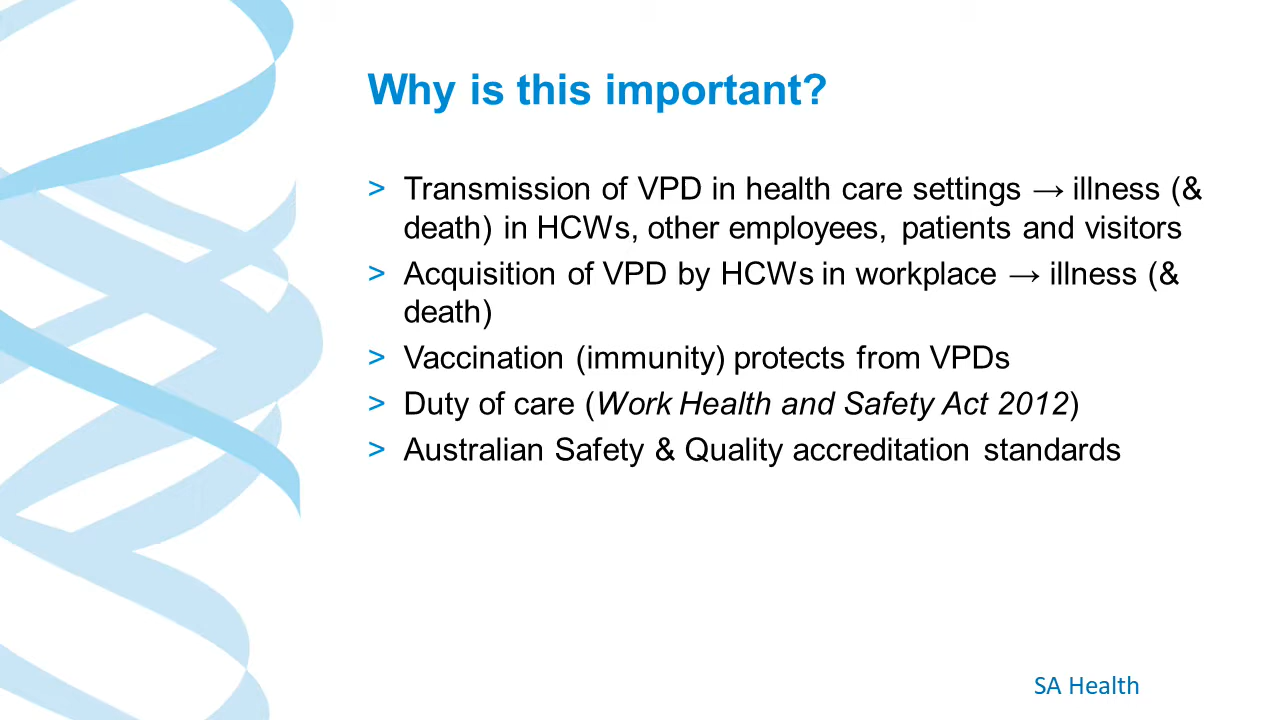 Why is this important?
> Transmission of VPD in health care settings → illness (&
death) in HCWs, other employees, patients and visitors
> Acquisition of VPD by HCWs in workplace → illness (&
death)
> Vaccination (immunity) protects from VPDs
> Duty of care (Work Health and Safety Act 2012)
> Australian Safety & Quality accreditation standards
SA Health